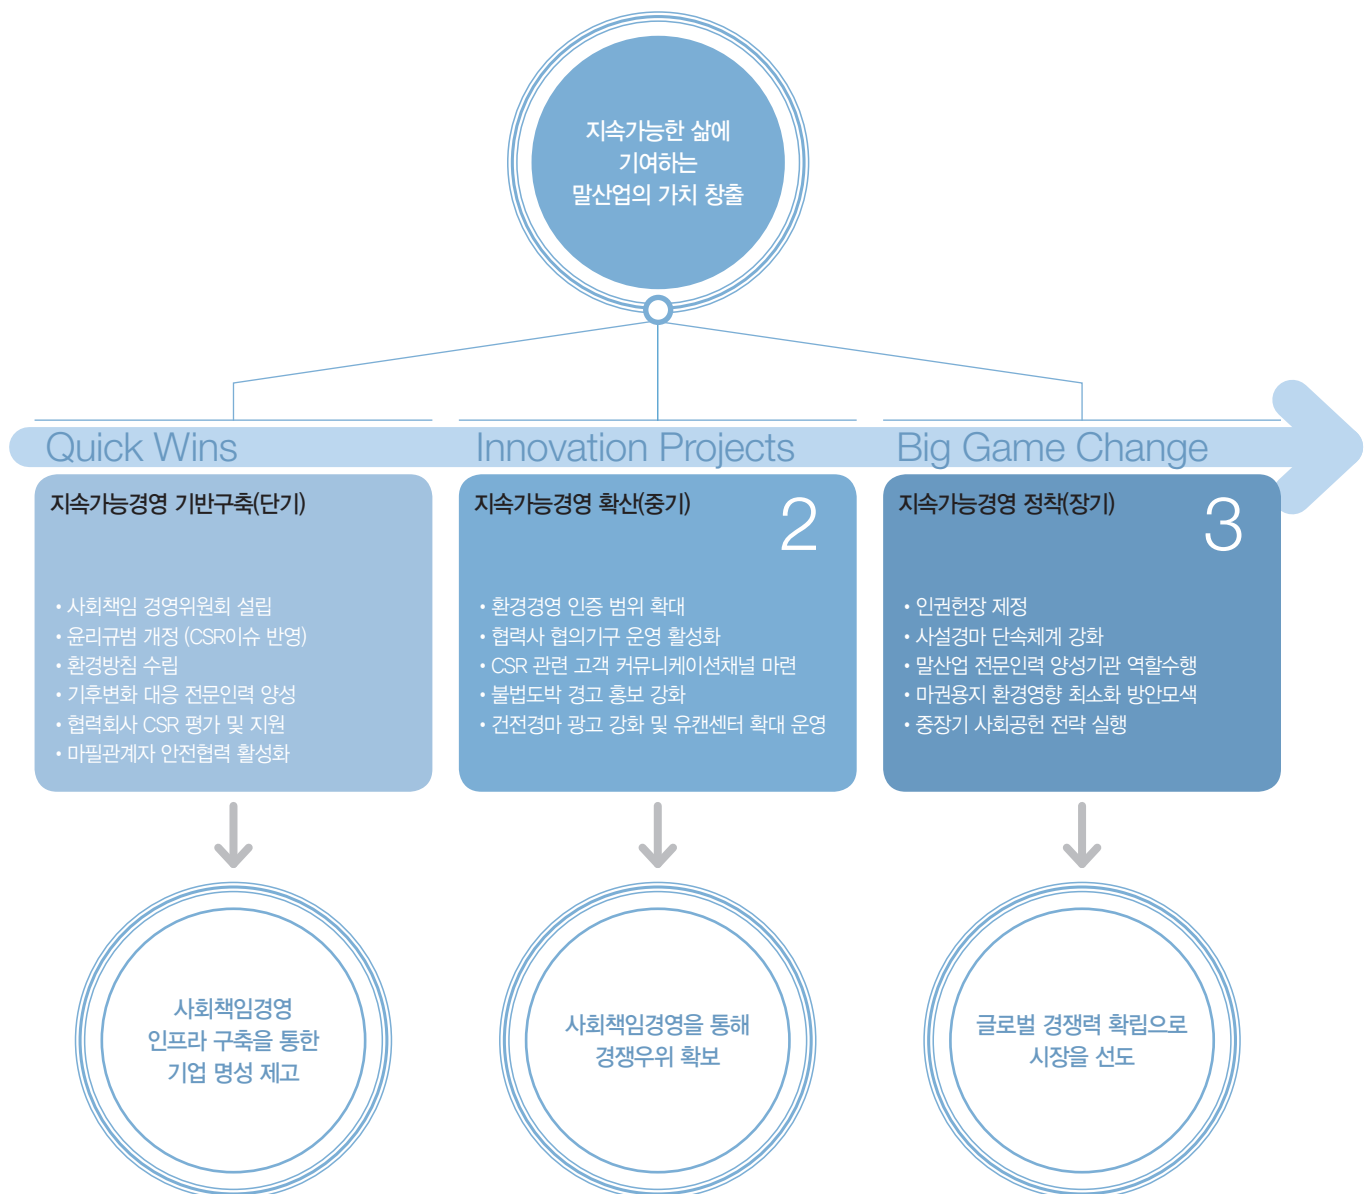 지속가능한 삶에
기여하는
말산업의 가치 창출
Quick Wins
지속가능경영 기반구축(단기)
• 사회책임 경영위원회 설립
• 윤리규범 개정 (CSR이슈 반영)
• 환경방침 수립
• 기후변화 대응 전문인력 양성
• 협력회사 CSR 평가 및 지원
• 마필관계자 안전협력 활성화
사회책임경영
인프라 구축을 통한
기업 명성 제고
Innovation Projects
지속가능경영 확산(중기)
2
• 환경경영 인증 범위 확대
• 협력사 협의기구 운영 활성화
• CSR 관련 고객 커뮤니케이션채널 마련
• 불법도박 경고 홍보 강화
• 건전경마 광고 강화 및 유캔센터 확대 운영
사회책임경영을 통해
경쟁우위 확보
Big Game Change
지속가능경영 정착(장기)
3
• 인권헌장 제정
• 사설경마 단속체계 강화
• 말산업 전문인력 양성기관 역할수행
• 마권용지 환경영향 최소화 방안모색
• 중장기 사회공헌 전략 실행
글로벌 경쟁력 확립으로
시장을 선도